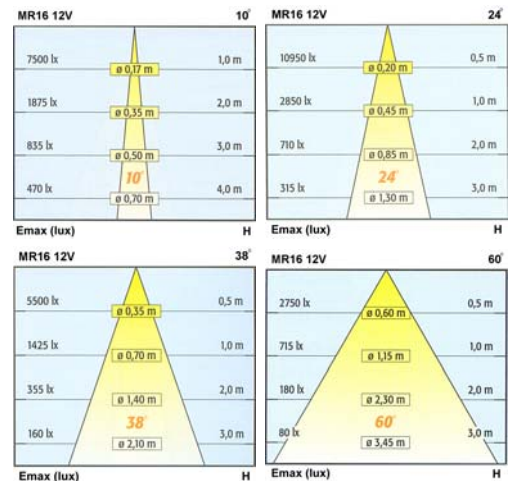 MR16 12V 10°
7500 lx ø 0,17 m 1,0 m
1875 lx ø 0,35 m 2,0 m
835 lx ø 0,50 m 3,0 m
10°
470 lx ø 0,70 m 4,0 m
Emax (lux) H
MR16 12V 24°
10950 lx ø 0,20 m 0,5 m
2850 lx ø 0,45 m 1,0 m
710 lx ø 0,85 m 2,0 m
24°
315 lx ø 1,30 m 3,0 m
Emax (lux) H
MR16 12V 38°
5500 lx ø 0,35 m 0,5 m
1425 lx ø 0,70 m 1,0 m
355 lx ø 1,40 m 2,0 m
38°
160 lx ø 2,10 m 3,0 m
Emax (lux) H
MR16 12V 60°
2750 lx ø 0,60 m 0,5 m
715 lx ø 1,15 m 1,0 m
180 lx ø 2,30 m 2,0 m
60°
80 lx ø 3,45 m 3,0 m
Emax (lux) H